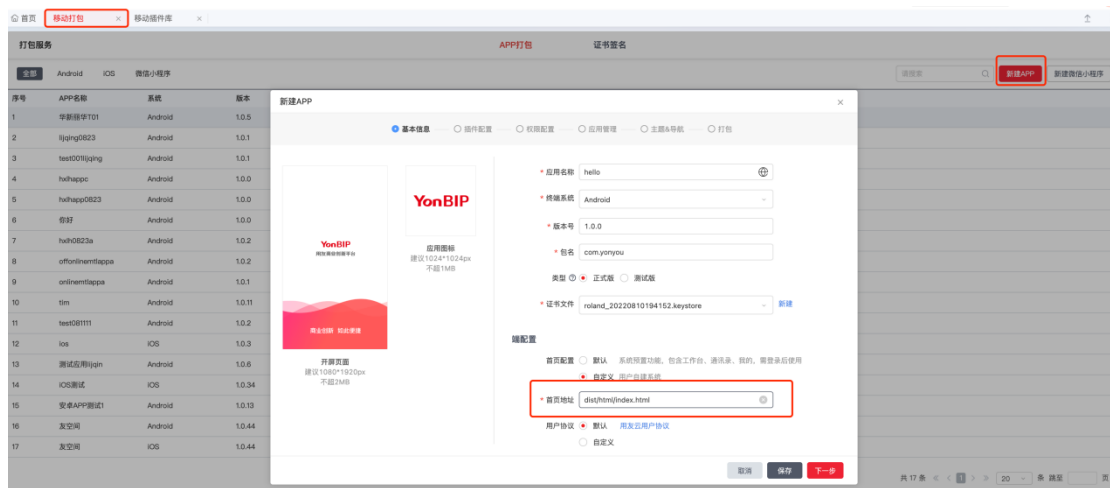 首页 移动打包 × 移动插件库 ×
打包服务 APP打包 证书签名
全部 Android IOS 微信小程序 请搜索 新建APP 新建微信小程序
序号 APP名称 系统 版本
1 华新丽华T01 Android 1.0.5
2 lijqing0823 Android 1.0.1
3 test001lijqing Android 1.0.1
4 hxlhappc Android 1.0.0
5 hxlhapp0823 Android 1.0.0
6 你好 Android 1.0.0
7 hxlh0823a Android 1.0.2
8 offonlinemtlappa Android 1.0.2
9 onlinemtlappa Android 1.0.1
10 tim Android 1.0.11
11 test081111 Android 1.0.2
12 ios iOS 1.0.3
13 测试应用lijqin Android 1.0.6
14 iOS测试 iOS 1.0.34
15 安卓APP测试1 Android 1.0.13
16 友空间 Android 1.0.44
17 友空间 iOS 1.0.44
新建APP ×
基本信息 插件配置 权限配置 应用管理 主题&导航 打包
YonBIP
用友商业创新平台
商业创新 如此便捷
开屏页面
建议1080*1920px
不超2MB
YonBIP
应用图标
建议1024*1024px
不超1MB
* 应用名称 hello
* 终端系统 Android
* 版本号 1.0.0
* 包名 com.yonyou
类型 正式版 测试版
* 证书文件 roland_20220810194152.keystore 新建
端配置
首页配置 默认 系统预置功能，包含工作台、通讯录、我的，需登录后使用
自定义 用户自建系统
* 首页地址 dist/html/index.html
用户协议 默认 用友云用户协议
自定义
取消 保存 下一步
共 17 条 « < 1 > » 20 条 跳至 页